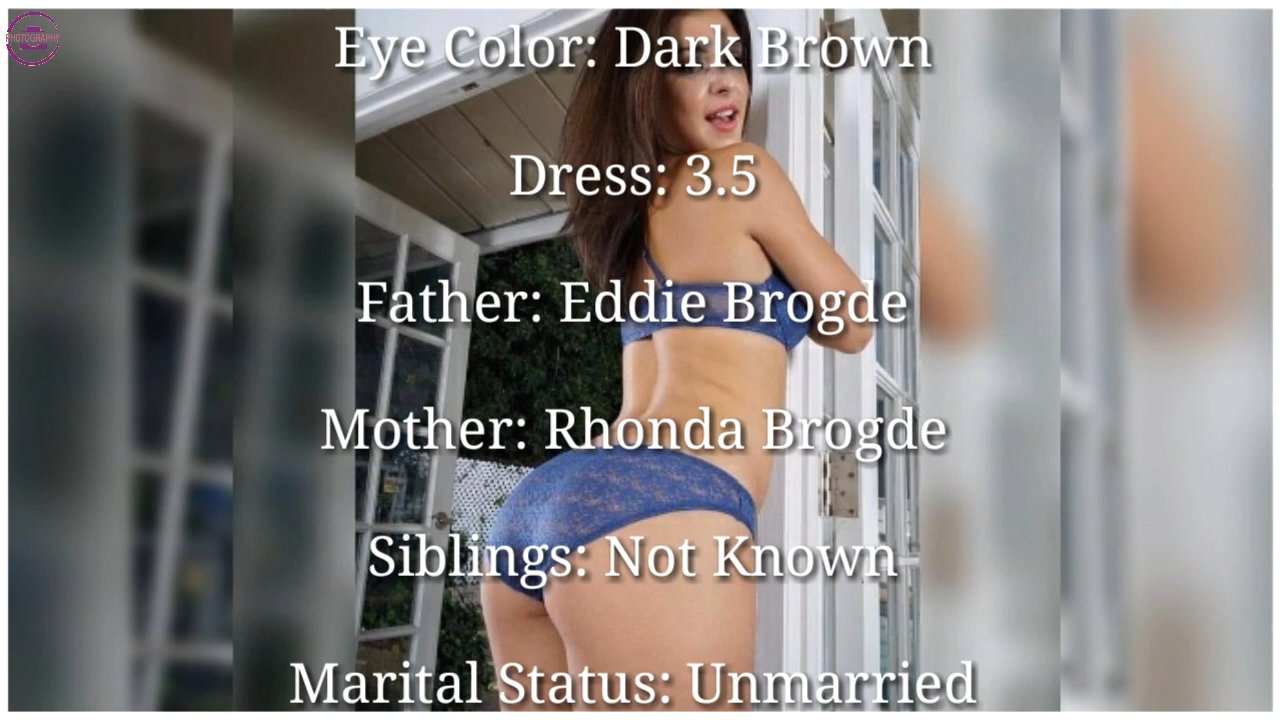 PHOTOGRAPHY
Eye Color: Dark Brown
Dress: 3.5
Father: Eddie Brogde
Mother: Rhonda Brogde
Siblings: Not Known
Marital Status: Unmarried